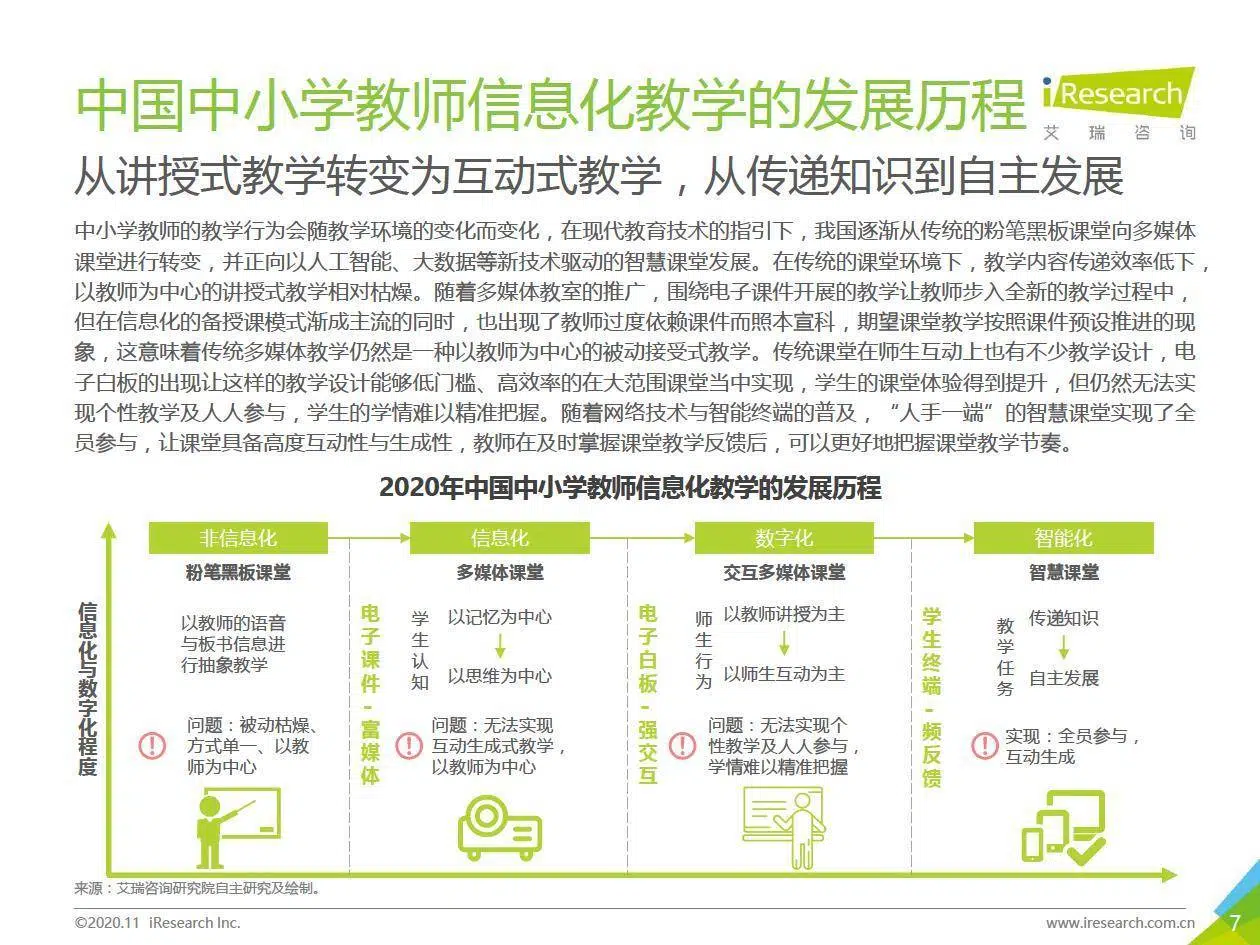 中国中小学教师信息化教学的发展历程
iResearch
艾瑞咨询
从讲授式教学转变为互动式教学，从传递知识到自主发展
中小学教师的教学行为会随教学环境的变化而变化，在现代教育技术的指引下，我国逐渐从传统的粉笔黑板课堂向多媒体
课堂进行转变，并正向以人工智能、大数据等新技术驱动的智慧课堂发展。在传统的课堂环境下，教学内容传递效率低下，
以教师为中心的讲授式教学相对枯燥。随着多媒体教室的推广，围绕电子课件开展的教学让教师步入全新的教学过程中，
但在信息化的备授课模式渐成主流的同时，也出现了教师过度依赖课件而照本宣科，期望课堂教学按照课件预设推进的现
象，这意味着传统多媒体教学仍然是一种以教师为中心的被动接受式教学。传统课堂在师生互动上也有不少教学设计，电
子白板的出现让这样的教学设计能够低门槛、高效率的在大范围课堂当中实现，学生的课堂体验得到提升，但仍然无法实
现个性教学及人人参与，学生的学情难以精准把握。随着网络技术与智能终端的普及，“人手一端”的智慧课堂实现了全
员参与，让课堂具备高度互动性与生成性，教师在及时掌握课堂教学反馈后，可以更好地把握课堂教学节奏。
2020年中国中小学教师信息化教学的发展历程
信息化与数字化程度
非信息化
粉笔黑板课堂
以教师的语音
与板书信息进
行抽象教学
问题：被动枯燥、
方式单一、以教
师为中心
电子课件-富媒体
信息化
多媒体课堂
学生认知
以记忆为中心
以思维为中心
问题：无法实现
互动生成式教学，
以教师为中心
电子白板-强交互
数字化
交互多媒体课堂
师生行为
以教师讲授为主
以师生互动为主
问题：无法实现个
性教学及人人参与，
学情难以精准把握
学生终端-频反馈
智能化
智慧课堂
教学任务
传递知识
自主发展
实现：全员参与，
互动生成
来源：艾瑞咨询研究院自主研究及绘制。
©2020.11 iResearch Inc.
www.iresearch.com.cn
7